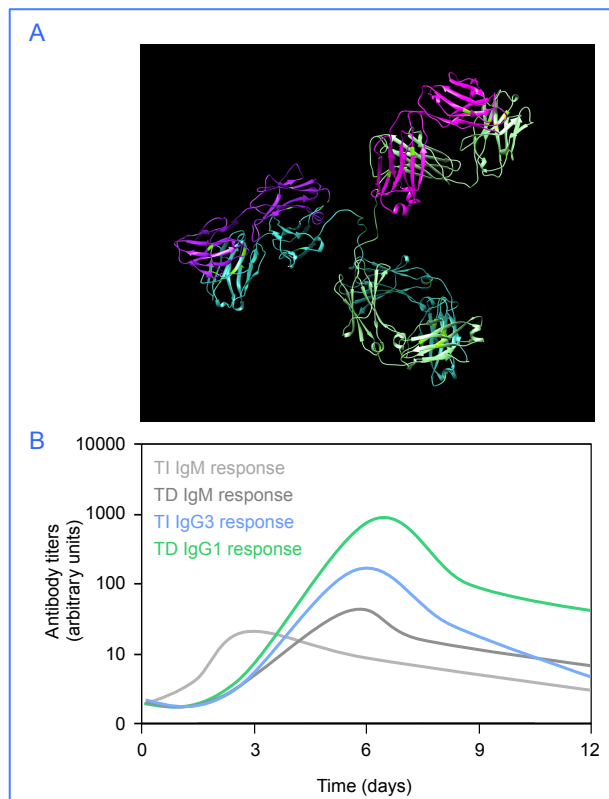 A
B
10000
1000
100
10
0
Antibody titers
(arbitrary units)
TI IgM response
TD IgM response
TI IgG3 response
TD IgG1 response
0
3
6
9
12
Time (days)